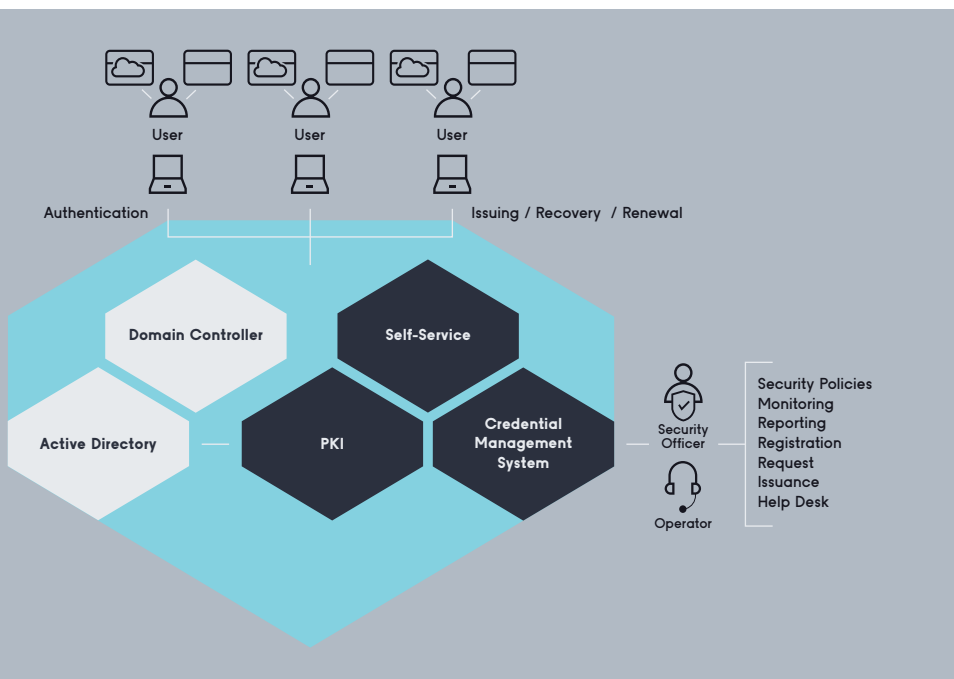 User
User
User
Authentication
Issuing / Recovery / Renewal
Domain Controller
Self-Service
Active Directory
PKI
Credential
Management
System
Security
Officer
Operator
Security Policies
Monitoring
Reporting
Registration
Request
Issuance
Help Desk